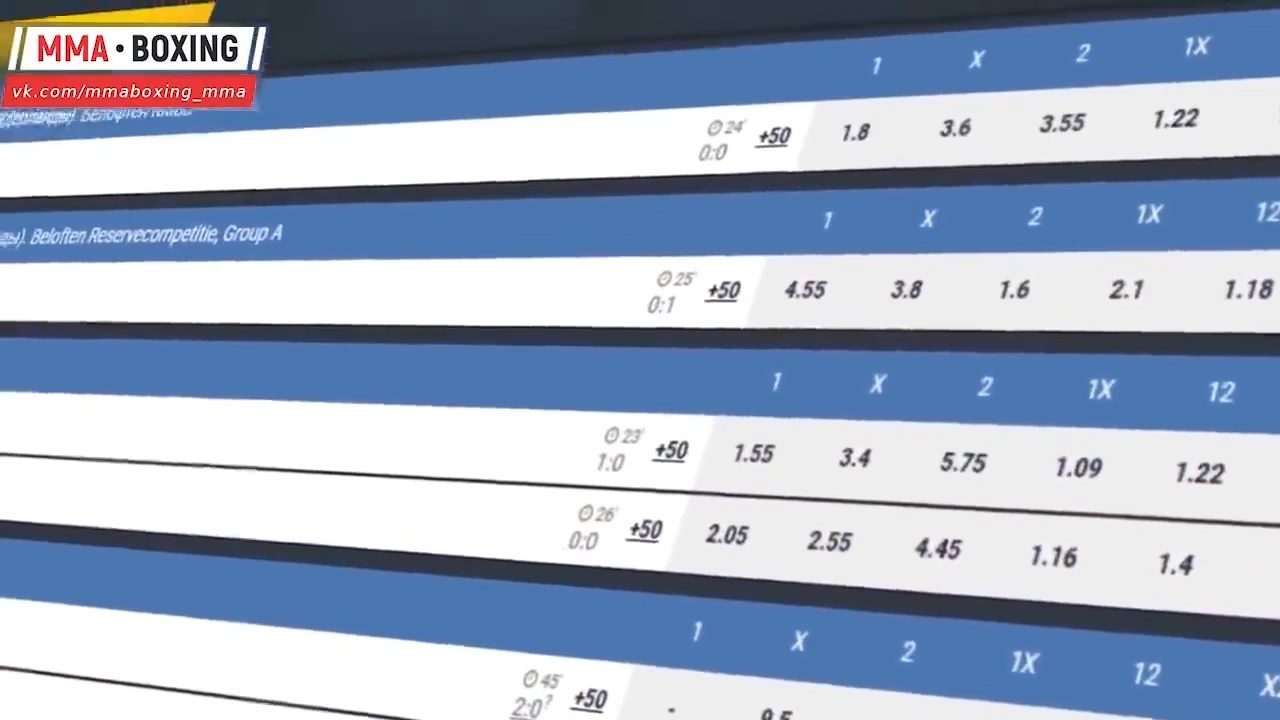 MMA • BOXING
vk.com/mmaboxing_mma
1 X 2 1X
24' +50 1.8 3.6 3.55 1.22
0:0
Beloften Reservecompetitie, Group A 1 X 2 1X 12
25' +50 4.55 3.8 1.6 2.1 1.18
0:1
1 X 2 1X 12
23' +50 1.55 3.4 5.75 1.09 1.22
1:0
26' +50 2.05 2.55 4.45 1.16 1.4
0:0
1 X 2 1X 12
45' +50 -
2:0?